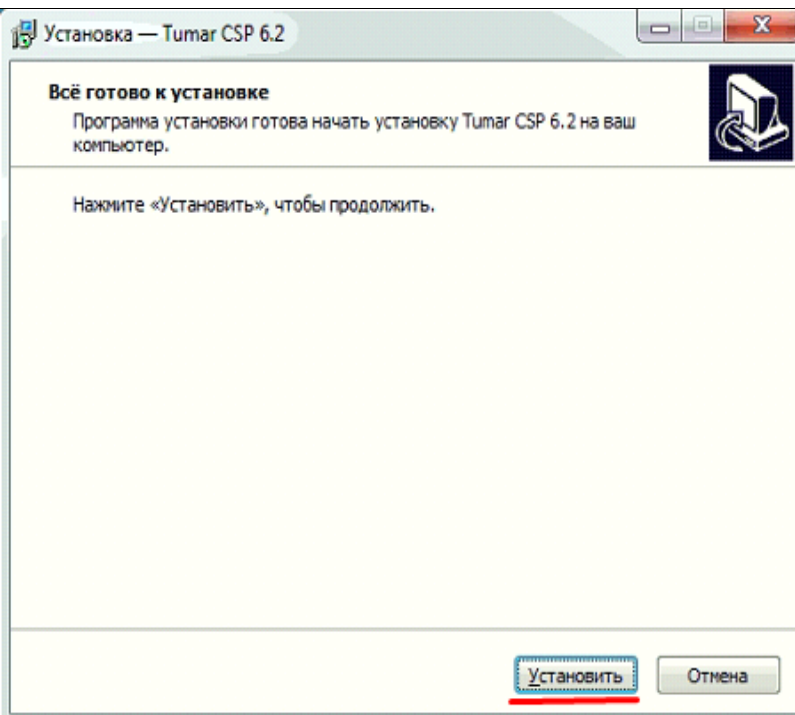 Установка — Tumar CSP 6.2
Всё готово к установке
Программа установки готова начать установку Tumar CSP 6.2 на ваш
компьютер.
Нажмите «Установить», чтобы продолжить.
Установить
Отмена